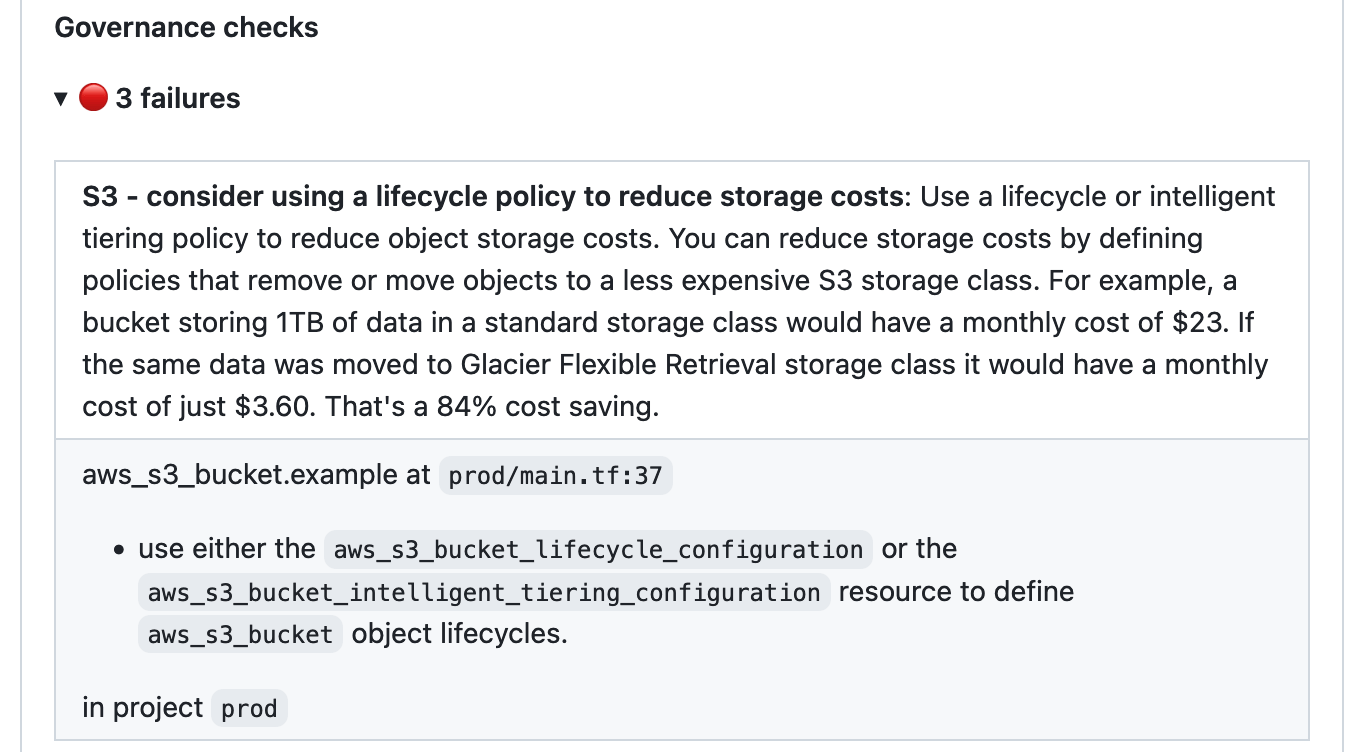 Governance checks
▼ 🔴 3 failures
S3 - consider using a lifecycle policy to reduce storage costs: Use a lifecycle or intelligent
tiering policy to reduce object storage costs. You can reduce storage costs by defining
policies that remove or move objects to a less expensive S3 storage class. For example, a
bucket storing 1TB of data in a standard storage class would have a monthly cost of $23. If
the same data was moved to Glacier Flexible Retrieval storage class it would have a monthly
cost of just $3.60. That's a 84% cost saving.
aws_s3_bucket.example at prod/main.tf:37
• use either the aws_s3_bucket_lifecycle_configuration or the
aws_s3_bucket_intelligent_tiering_configuration resource to define
aws_s3_bucket object lifecycles.
in project prod